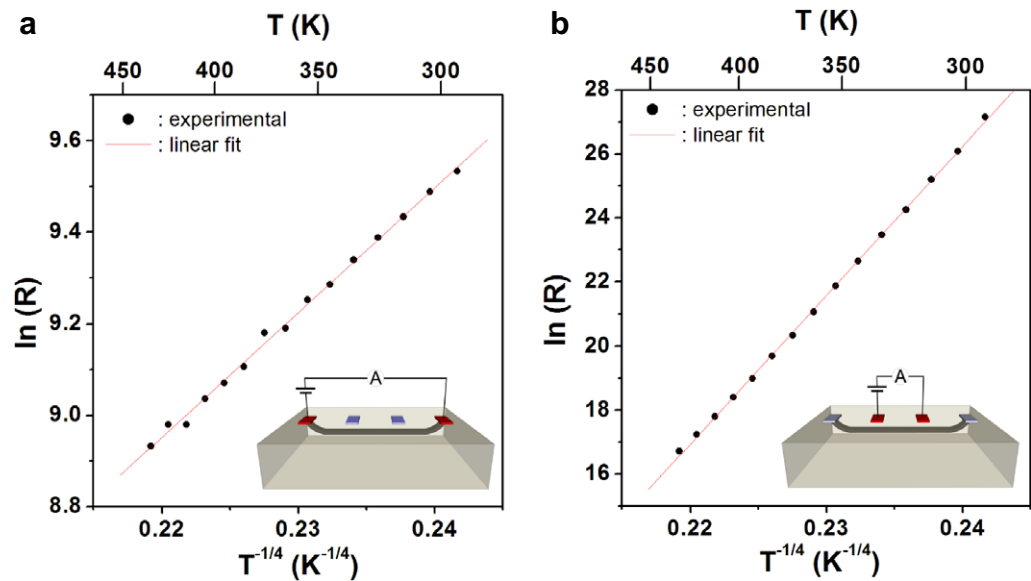 a
T (K)
450 400 350 300
: experimental
: linear fit
9.6
9.4
9.2
9.0
8.8
ln (R)
A
0.22 0.23 0.24
T-1/4 (K-1/4)
b
T (K)
450 400 350 300
: experimental
: linear fit
28
26
24
22
20
18
16
ln (R)
A
0.22 0.23 0.24
T-1/4 (K-1/4)